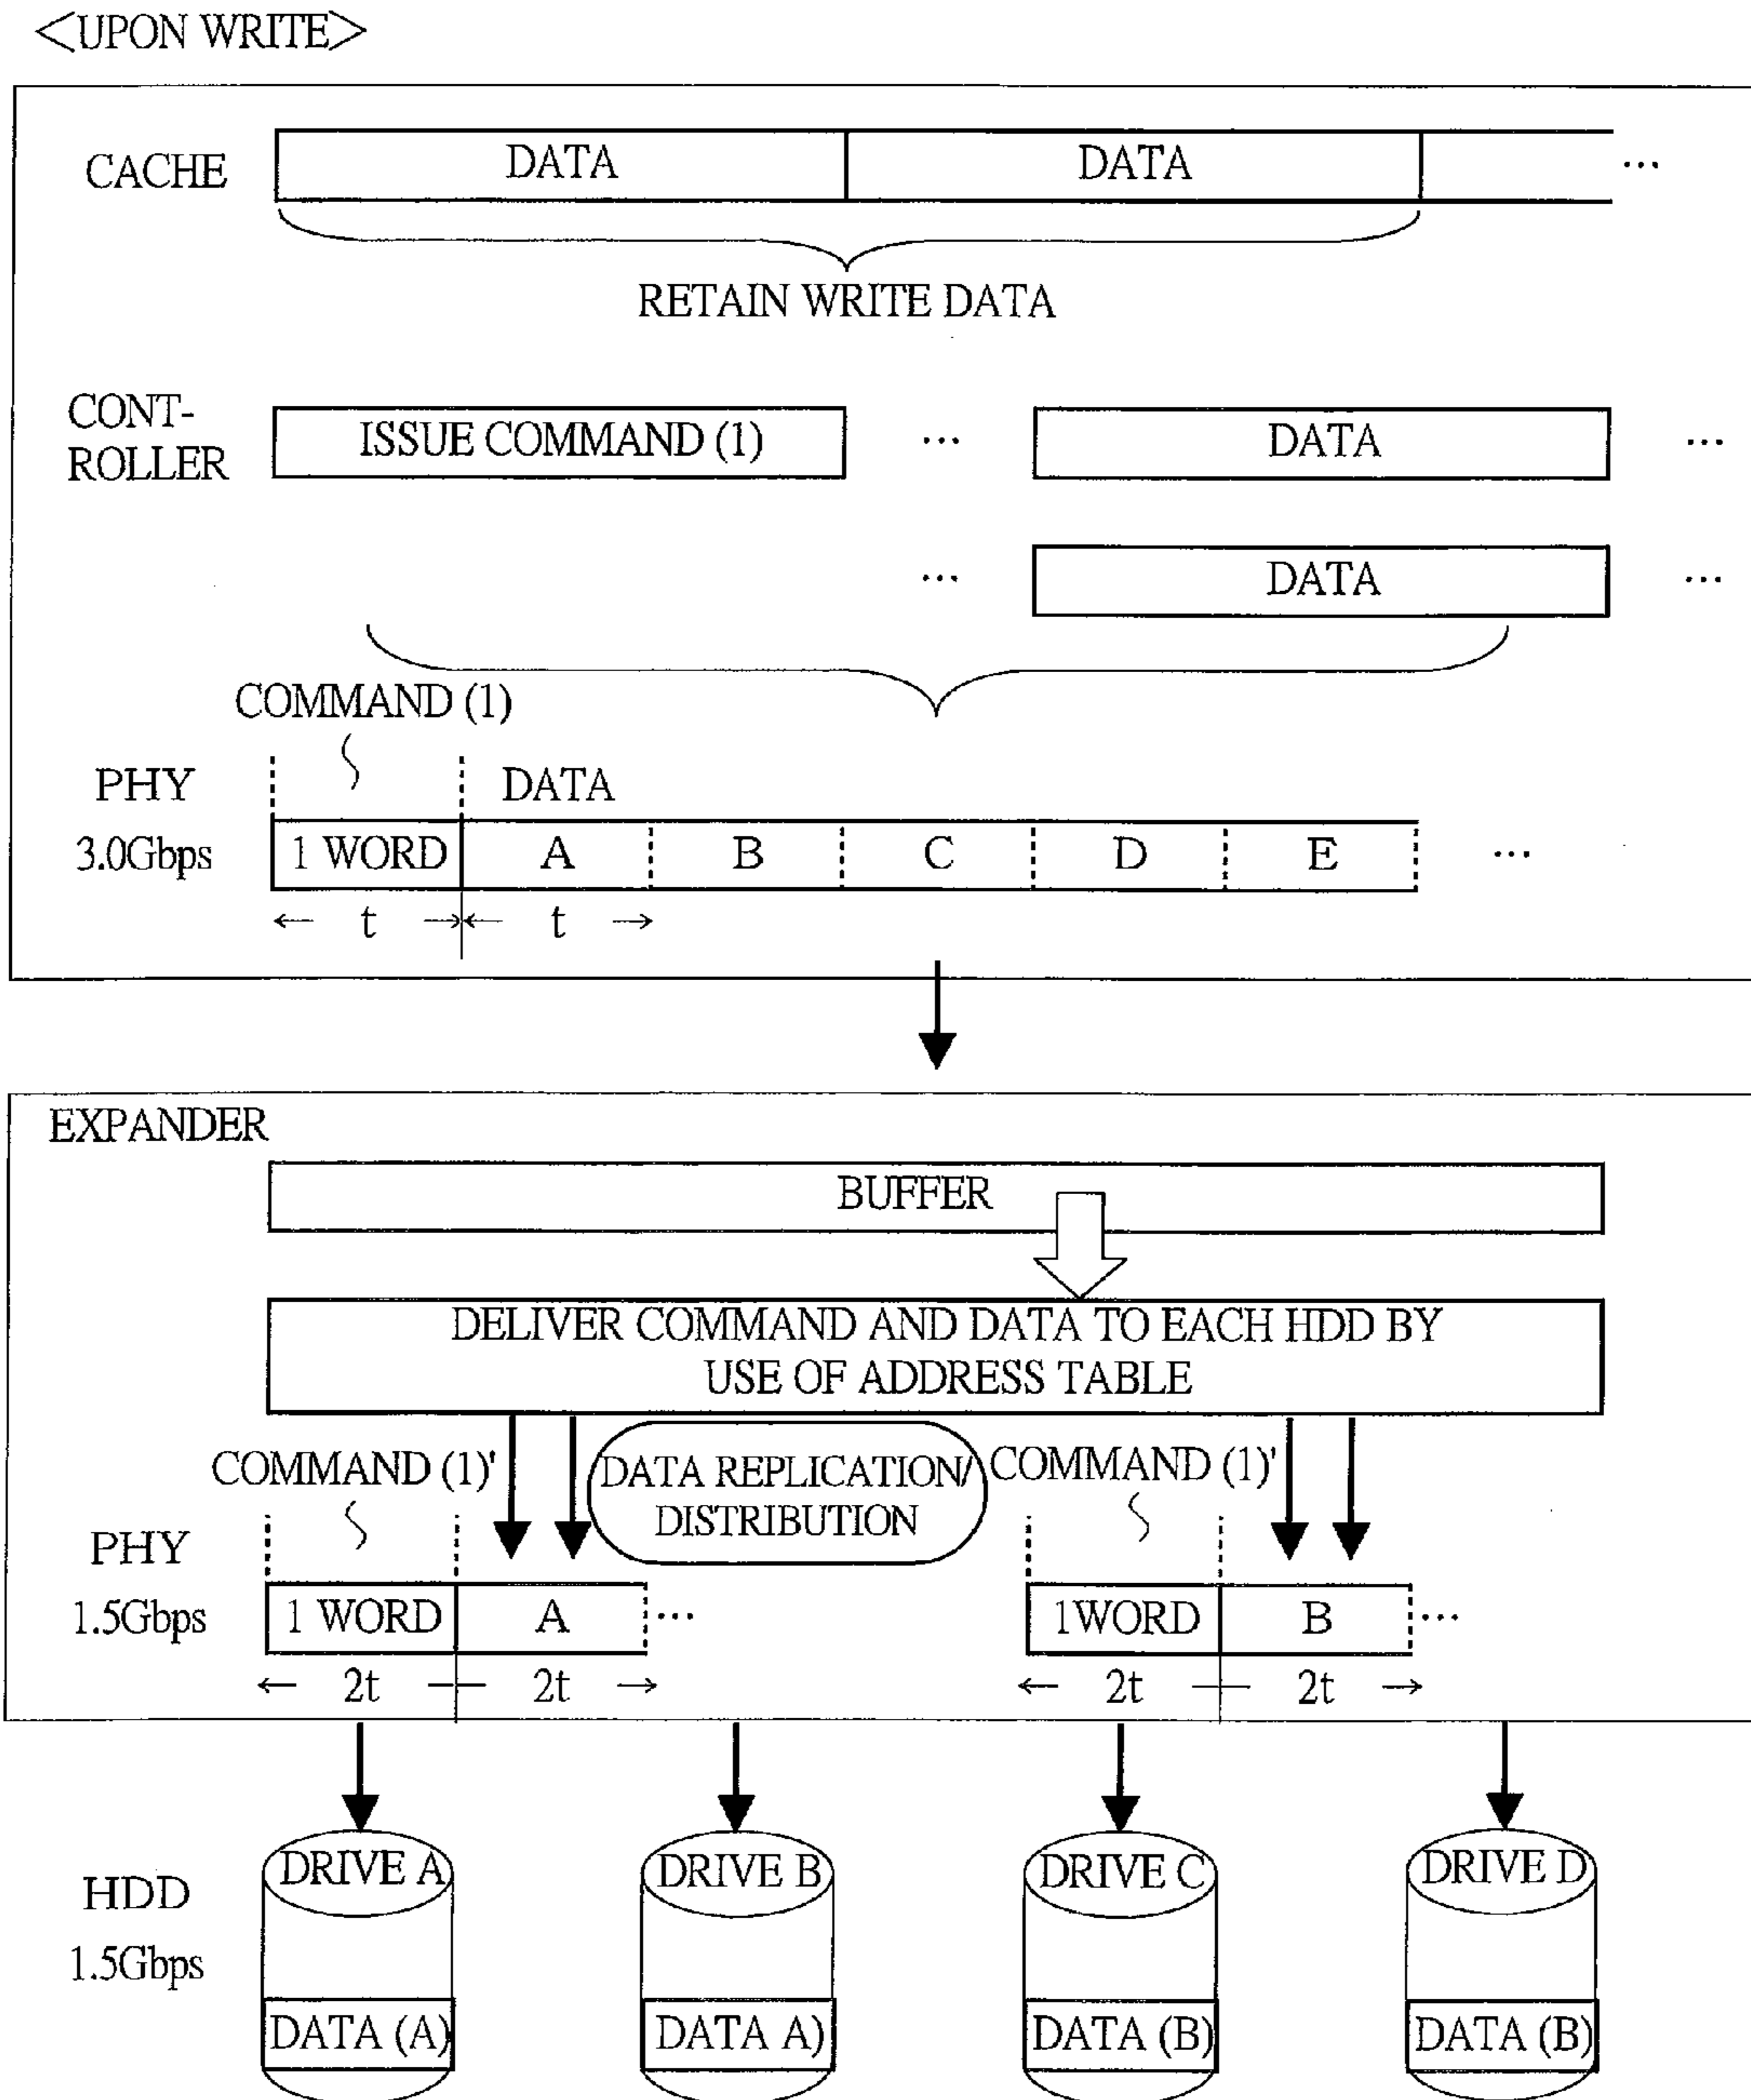 <UPON WRITE>
CACHE DATA DATA ...
RETAIN WRITE DATA
CONT-
ROLLER ISSUE COMMAND (1) ... DATA ...
... DATA ...
COMMAND (1)
PHY DATA
3.0Gbps 1 WORD A B C D E ...
t t
EXPANDER
BUFFER
DELIVER COMMAND AND DATA TO EACH HDD BY
USE OF ADDRESS TABLE
COMMAND (1)' DATA REPLICATION/ COMMAND (1)'
DISTRIBUTION
PHY
1.5Gbps 1 WORD A ... 1WORD B ...
2t 2t 2t 2t
DRIVE A DRIVE B DRIVE C DRIVE D
HDD
1.5Gbps
DATA (A) DATA A) DATA (B) DATA (B)